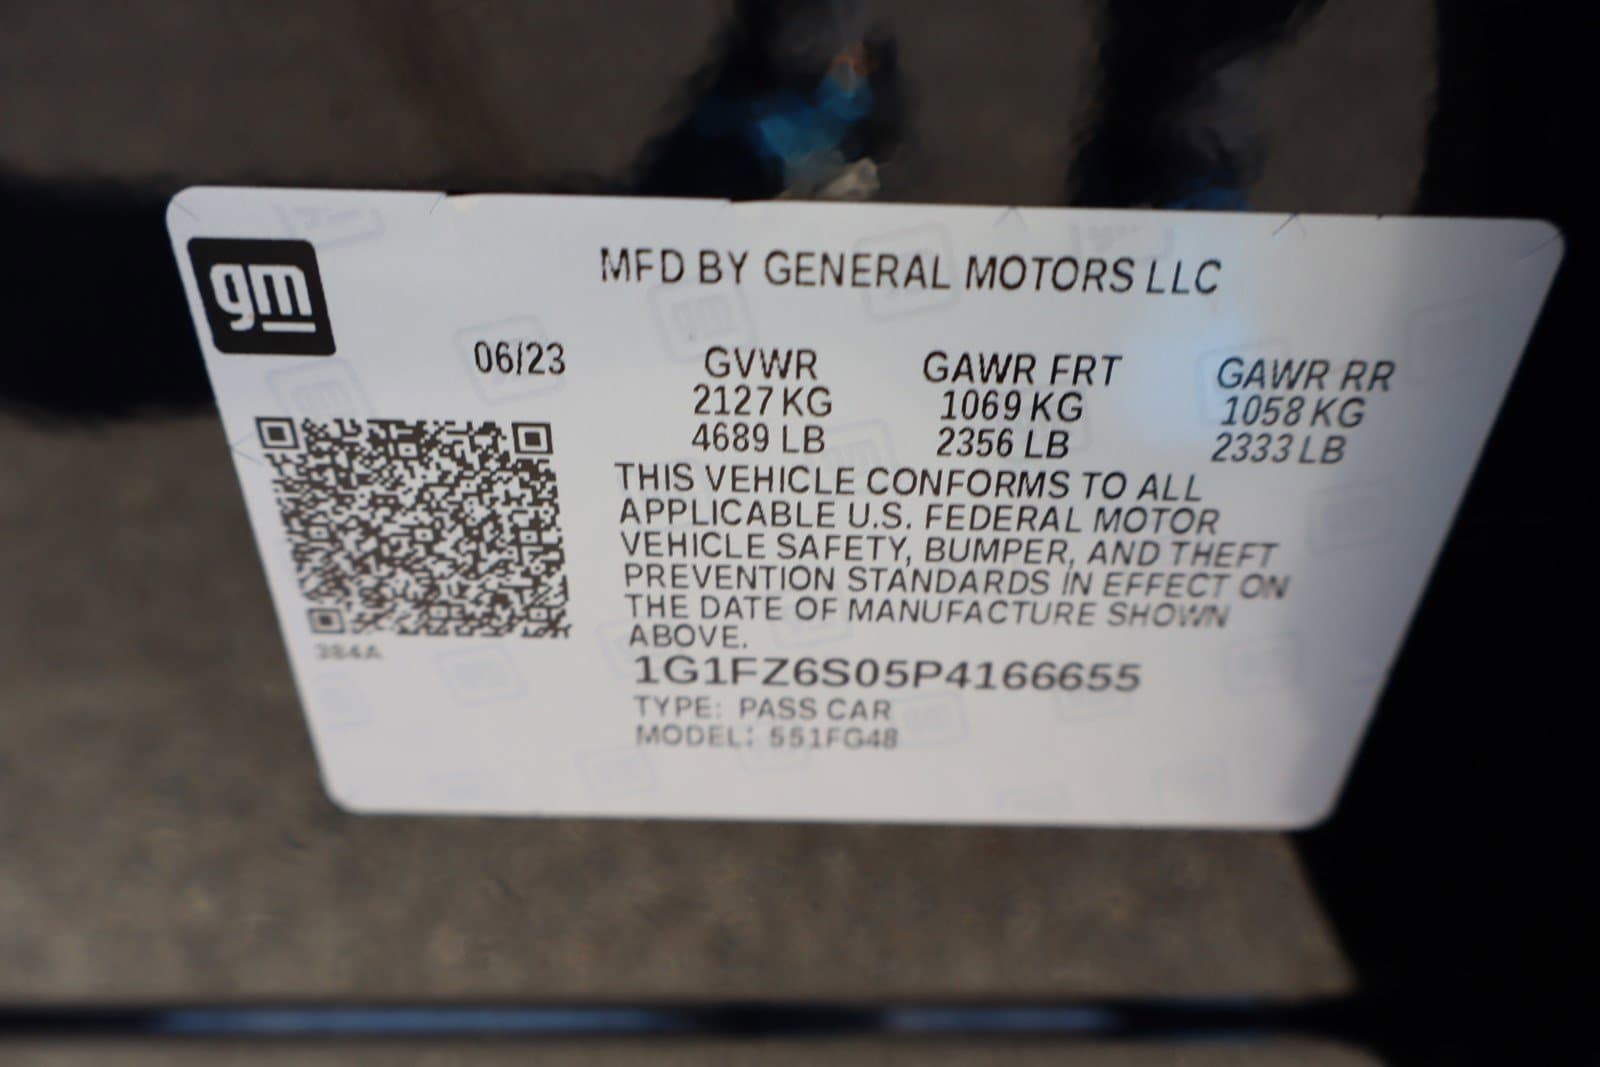 gm
MFD BY GENERAL MOTORS LLC
06/23
GVWR GAWR FRT GAWR RR
2127 KG 1069 KG 1058 KG
4689 LB 2356 LB 2333 LB
THIS VEHICLE CONFORMS TO ALL
APPLICABLE U.S. FEDERAL MOTOR
VEHICLE SAFETY, BUMPER, AND THEFT
PREVENTION STANDARDS IN EFFECT ON
THE DATE OF MANUFACTURE SHOWN
ABOVE.
384A
1G1FZ6S05P4166655
TYPE: PASS CAR
MODEL: 551FG48